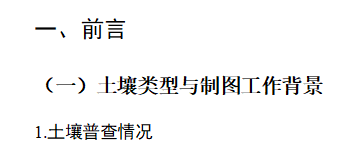 一、前言
（一）土壤类型与制图工作背景
1.土壤普查情况